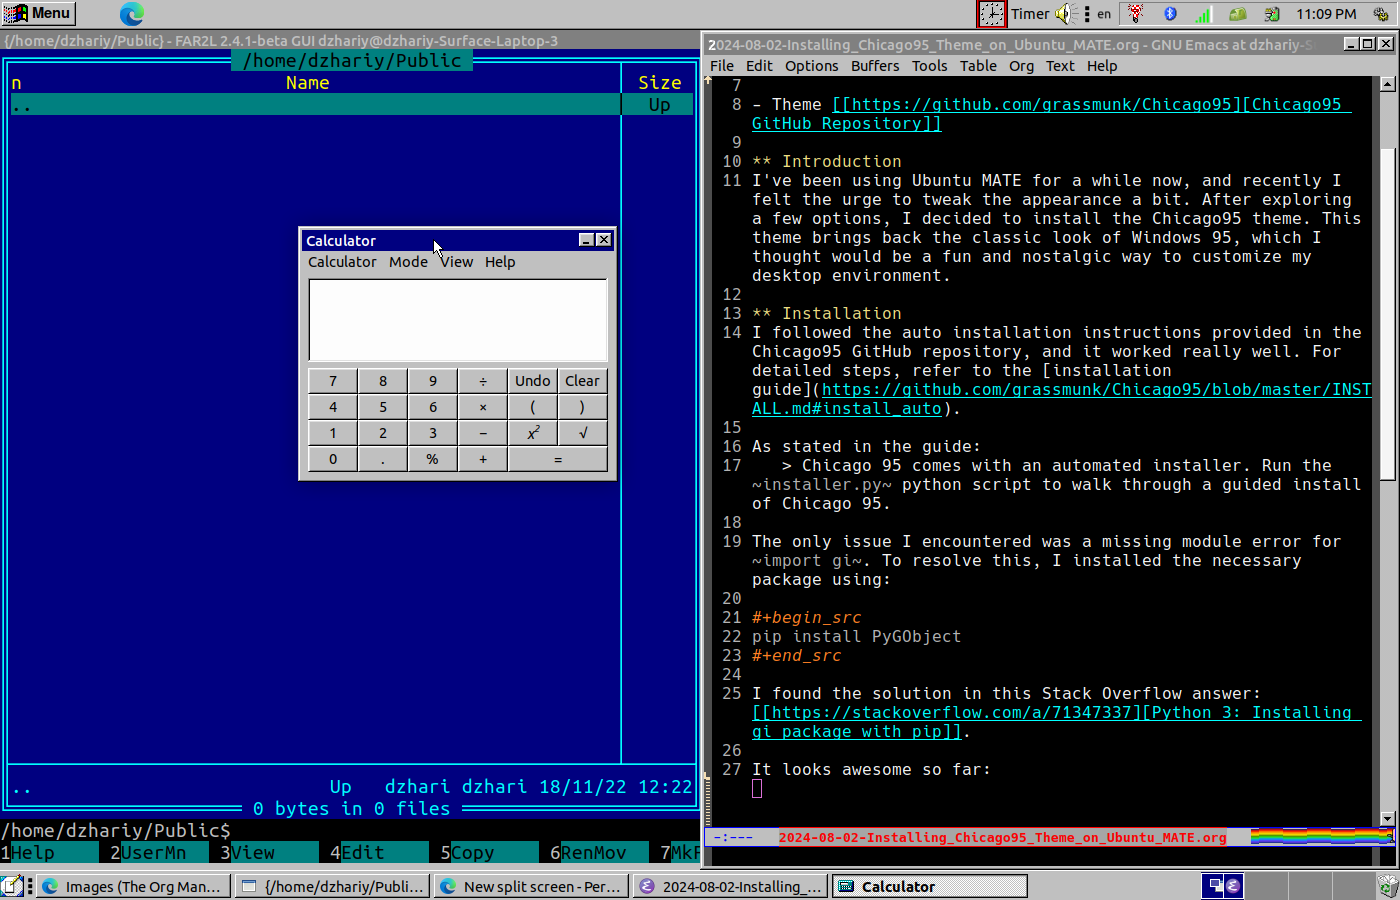 Menu
Timer
en
11:09 PM
{/home/dzhariy/Public} - FAR2L 2.4.1-beta GUI dzhariy@dzhariy-Surface-Laptop-3
/home/dzhariy/Public
n Name Size
.. Up
.. Up dzhari dzhari 18/11/22 12:22
0 bytes in 0 files
/home/dzhariy/Public$
1Help 2UserMn 3View 4Edit 5Copy 6RenMov 7MkF
Calculator
Calculator Mode View Help
7 8 9 ÷ Undo Clear
4 5 6 × ( )
1 2 3 − x² √
0 . % + =
2024-08-02-Installing_Chicago95_Theme_on_Ubuntu_MATE.org - GNU Emacs at dzhariy-S
File Edit Options Buffers Tools Table Org Text Help
7
8 - Theme [[https://github.com/grassmunk/Chicago95][Chicago95
GitHub Repository]]
9
10 ** Introduction
11 I've been using Ubuntu MATE for a while now, and recently I
felt the urge to tweak the appearance a bit. After exploring
a few options, I decided to install the Chicago95 theme. This
theme brings back the classic look of Windows 95, which I
thought would be a fun and nostalgic way to customize my
desktop environment.
12
13 ** Installation
14 I followed the auto installation instructions provided in the
Chicago95 GitHub repository, and it worked really well. For
detailed steps, refer to the [installation
guide](https://github.com/grassmunk/Chicago95/blob/master/INST
ALL.md#install_auto).
15
16 As stated in the guide:
17 > Chicago 95 comes with an automated installer. Run the
~installer.py~ python script to walk through a guided install
of Chicago 95.
18
19 The only issue I encountered was a missing module error for
~import gi~. To resolve this, I installed the necessary
package using:
20
21 #+begin_src
22 pip install PyGObject
23 #+end_src
24
25 I found the solution in this Stack Overflow answer:
[[https://stackoverflow.com/a/71347337][Python 3: Installing
gi package with pip]].
26
27 It looks awesome so far:
-:--- 2024-08-02-Installing_Chicago95_Theme_on_Ubuntu_MATE.org
Images (The Org Man...
{/home/dzhariy/Publi...
New split screen - Per...
2024-08-02-Installing_...
Calculator